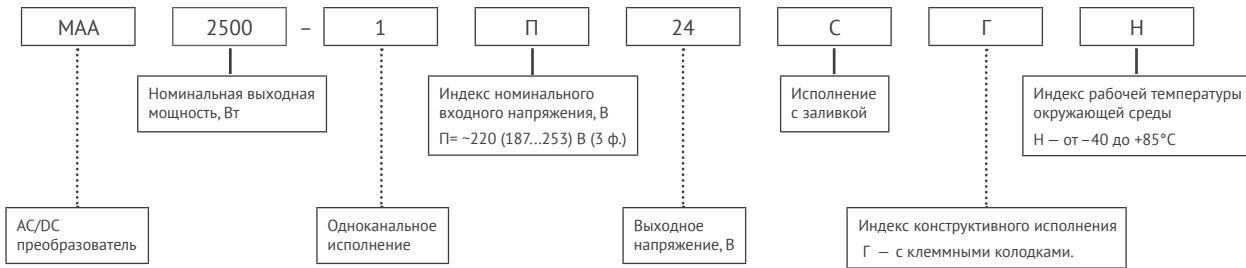 МАА 2500 – 1 П 24 С Г Н
Номинальная выходная
мощность, Вт
Индекс номинального
входного напряжения, В
П= ~220 (187...253) В (3 ф.)
Исполнение
с заливкой
Индекс рабочей температуры
окружающей среды
Н — от –40 до +85°С
AC/DC
преобразователь
Одноканальное
исполнение
Выходное
напряжение, В
Индекс конструктивного исполнения
Г — с клеммными колодками.